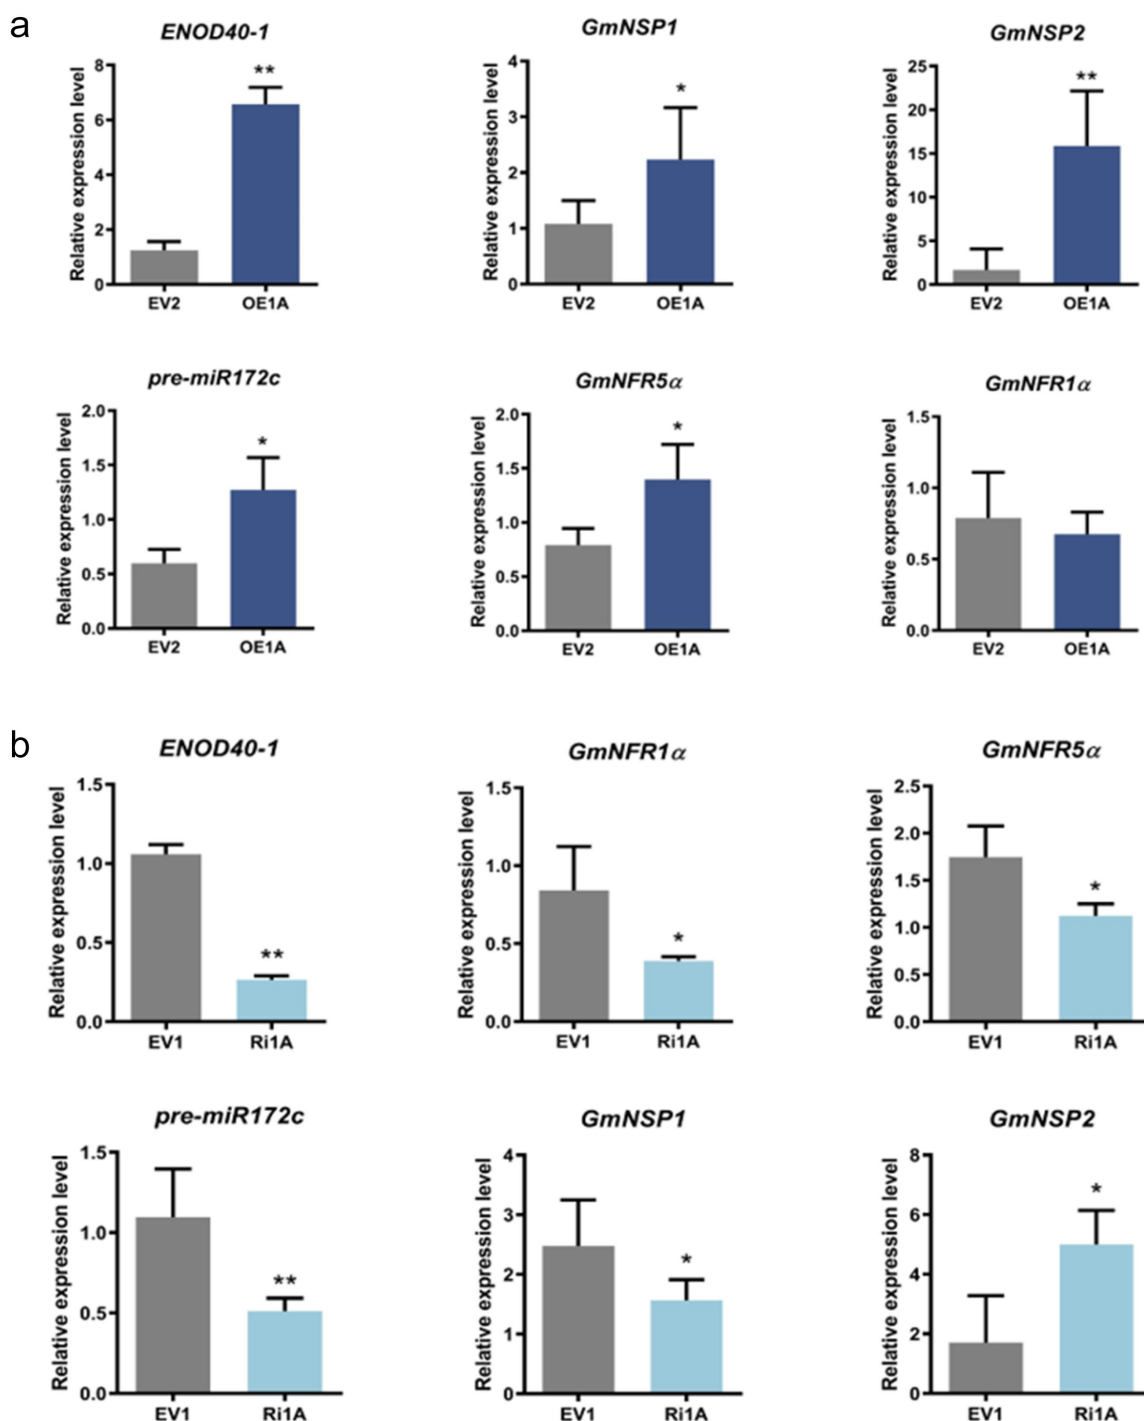 a
ENOD40-1
Relative expression level
8
6
4
2
0
EV2 OE1A
**
GmNSP1
Relative expression level
4
3
2
1
0
EV2 OE1A
*
GmNSP2
Relative expression level
25
20
15
10
5
0
EV2 OE1A
**
pre-miR172c
Relative expression level
2.0
1.5
1.0
0.5
0.0
EV2 OE1A
*
GmNFR5α
Relative expression level
2.0
1.5
1.0
0.5
0.0
EV2 OE1A
*
GmNFR1α
Relative expression level
1.5
1.0
0.5
0.0
EV2 OE1A
b
ENOD40-1
Relative expression level
1.5
1.0
0.5
0.0
EV1 Ri1A
**
GmNFR1α
Relative expression level
1.5
1.0
0.5
0.0
EV1 Ri1A
*
GmNFR5α
Relative expression level
2.5
2.0
1.5
1.0
0.5
0.0
EV1 Ri1A
*
pre-miR172c
Relative expression level
1.5
1.0
0.5
0.0
EV1 Ri1A
**
GmNSP1
Relative expression level
4
3
2
1
0
EV1 Ri1A
*
GmNSP2
Relative expression level
8
6
4
2
0
EV1 Ri1A
*